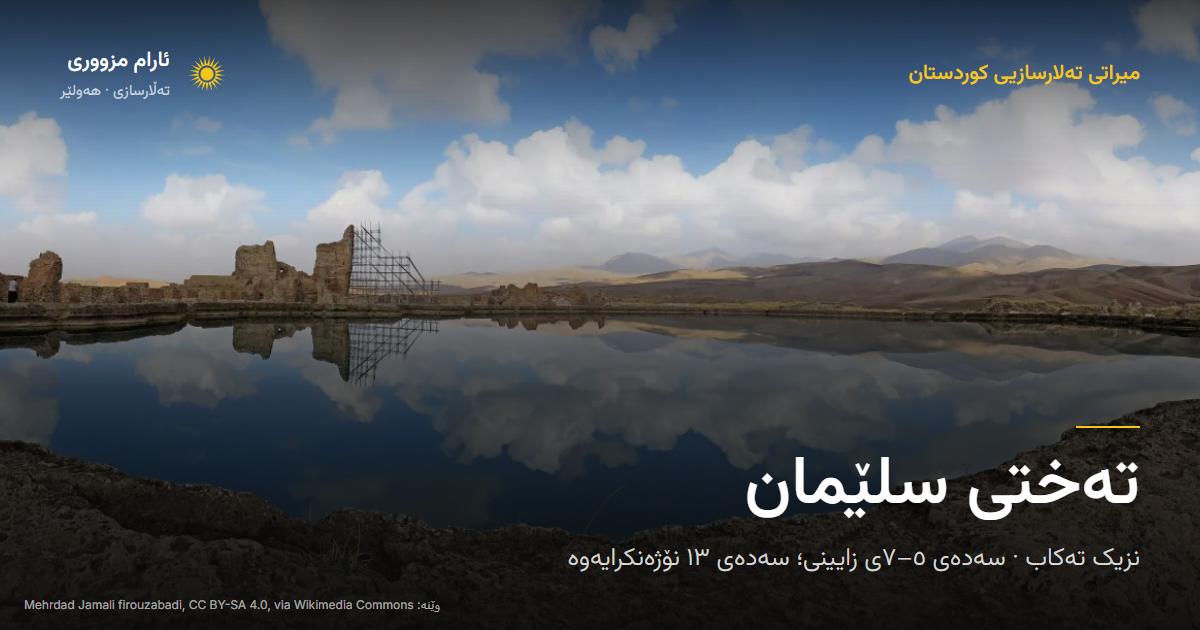 میراتی تەلارسازیی کوردستان
ئارام مزووری
تەڵارسازی · هەولێر
تەختی سلێمان
نزیک تەکاب · سەدەی ٥–٧ی زایینی؛ سەدەی ١٣ نۆژەنکرایەوە
وێنە: Mehrdad Jamali firouzabadi, CC BY-SA 4.0, via Wikimedia Commons